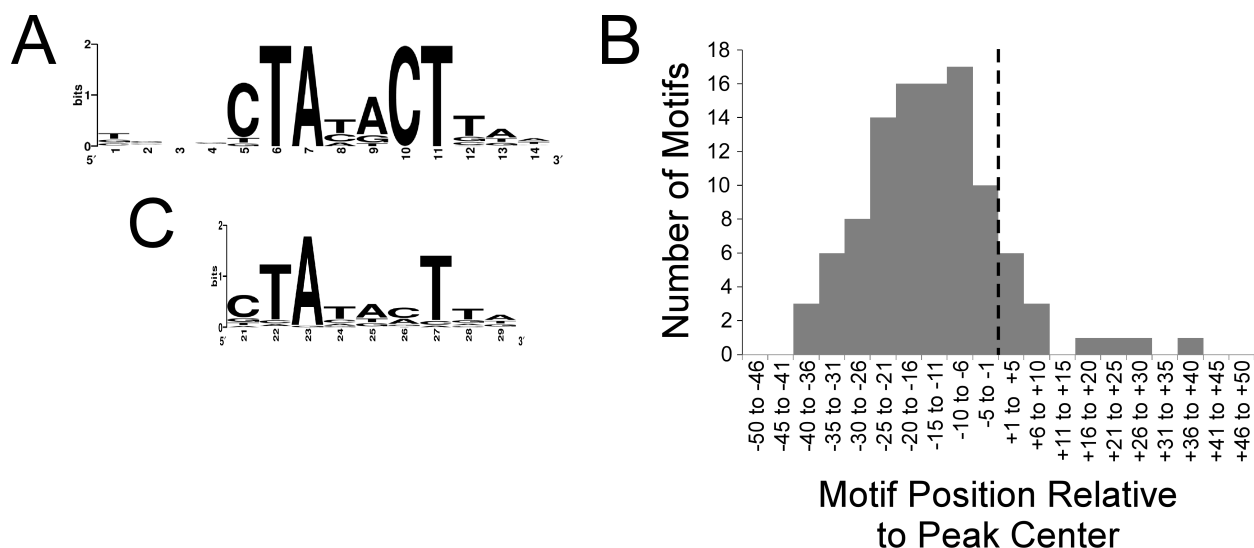 A
2
1
0
bits
CTATACTTA
1 2 3 4 5 6 7 8 9 10 11 12 13 14
5′ 3′
C
2
1
0
bits
CTATACTTA
21 22 23 24 25 26 27 28 29
5′ 3′
B
18
16
14
12
10
8
6
4
2
0
Number of Motifs
-50 to -46
-45 to -41
-40 to -36
-35 to -31
-30 to -26
-25 to -21
-20 to -16
-15 to -11
-10 to -6
-5 to -1
+1 to +5
+6 to +10
+11 to +15
+16 to +20
+21 to +25
+26 to +30
+31 to +35
+36 to +40
+41 to +45
+46 to +50
Motif Position Relative
to Peak Center